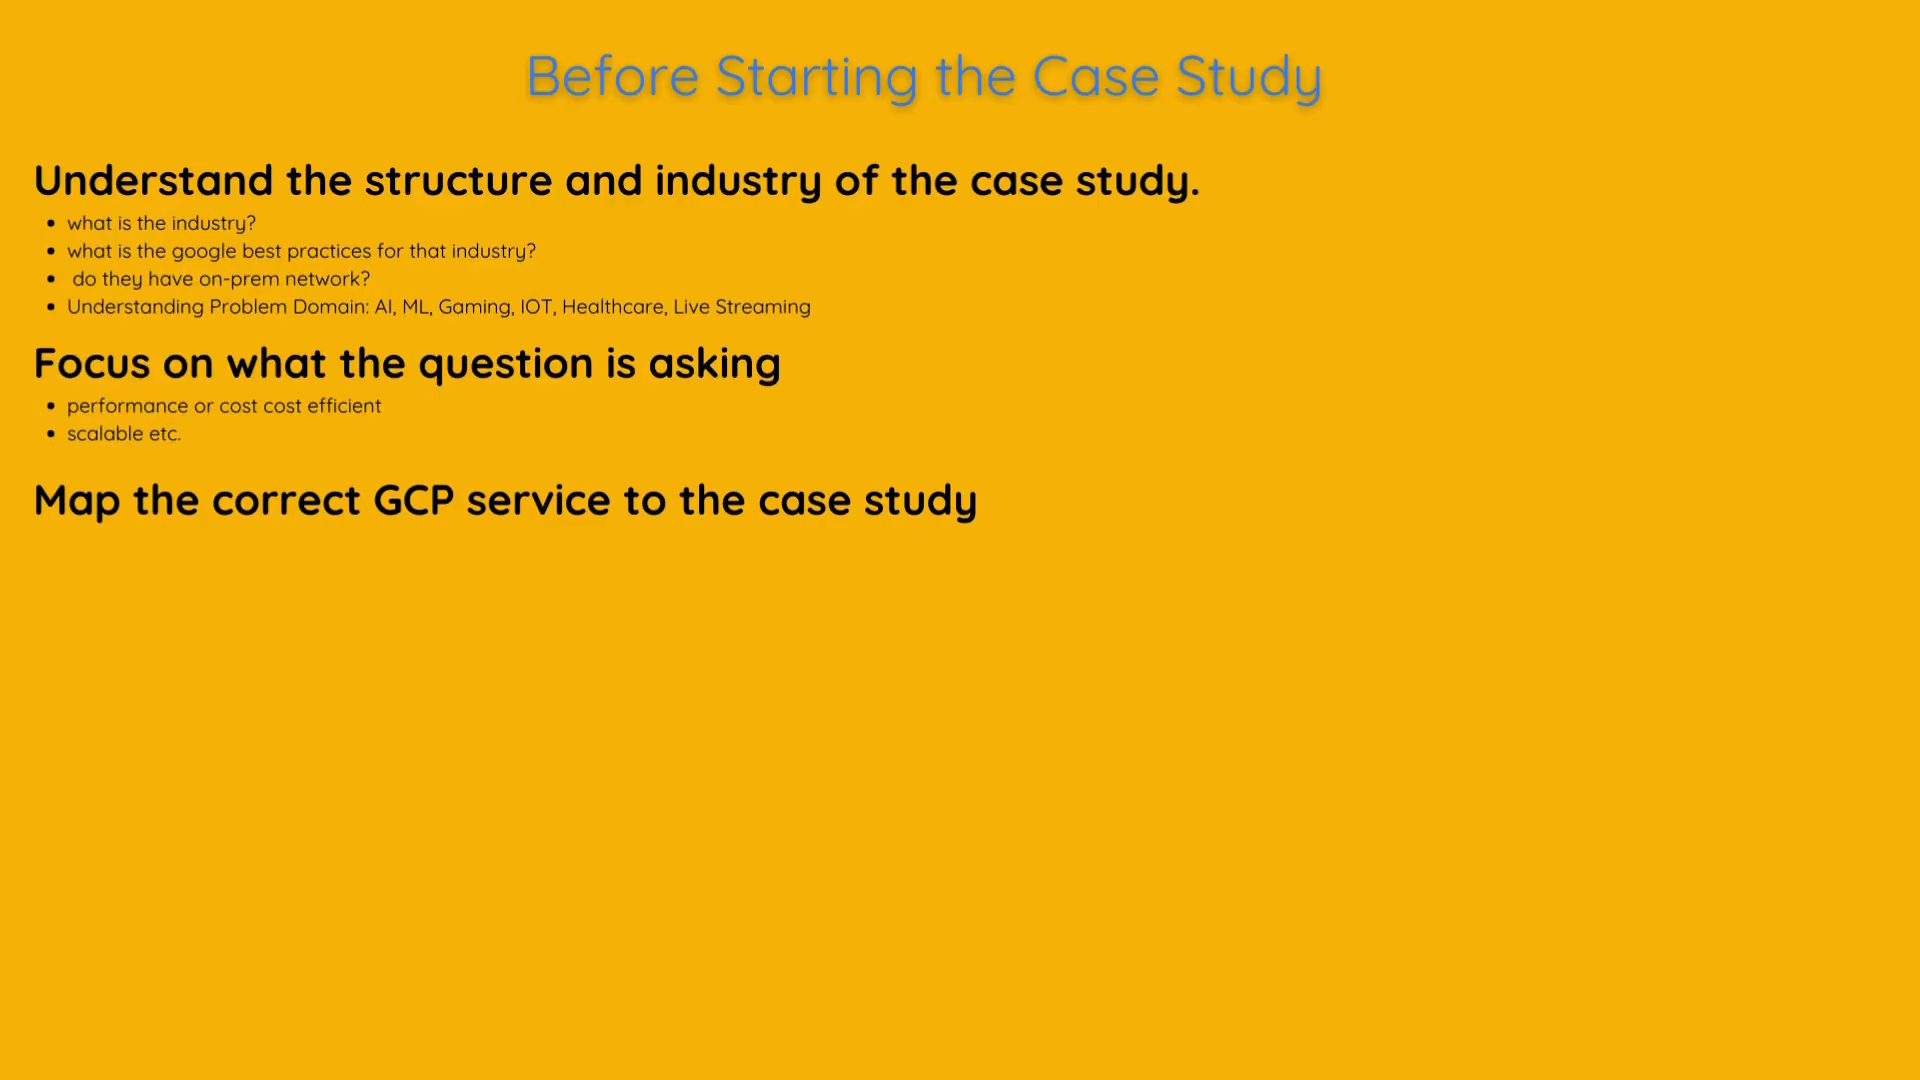 Before Starting the Case Study
Understand the structure and industry of the case study.
• what is the industry?
• what is the google best practices for that industry?
• do they have on-prem network?
• Understanding Problem Domain: AI, ML, Gaming, IOT, Healthcare, Live Streaming
Focus on what the question is asking
• performance or cost cost efficient
• scalable etc.
Map the correct GCP service to the case study